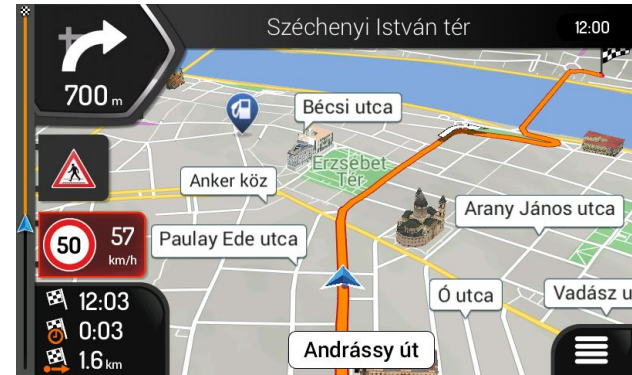 Széchenyi István tér
12:00
700 m
Bécsi utca
Erzsébet
Tér
Anker köz
Arany János utca
50
57
km/h
Paulay Ede utca
12:03
Ó utca
Vadász u
0:03
1.6 km
Andrássy út